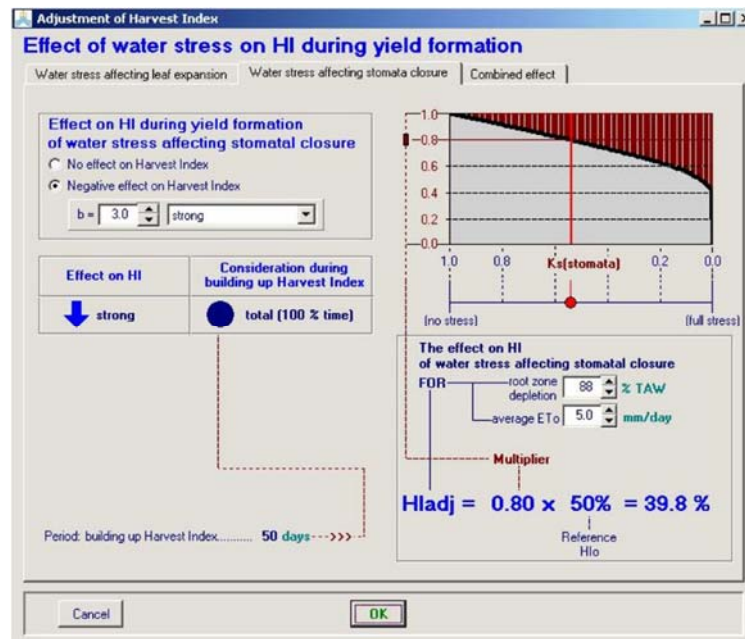 Adjustment of Harvest Index
Effect of water stress on HI during yield formation
Water stress affecting leaf expansion
Water stress affecting stomata closure
Combined effect
Effect on HI during yield formation
of water stress affecting stomatal closure
No effect on Harvest Index
Negative effect on Harvest Index
b = 3.0 strong
Effect on HI
Consideration during
building up Harvest Index
strong
total (100 % time)
Period: building up Harvest Index.......... 50 days--->>>
1.0
0.8
0.6
0.4
0.2
0.0
1.0 0.8 Ks(stomata) 0.2 0.0
[no stress] [full stress]
The effect on HI
of water stress affecting stomatal closure
FOR
root zone
depletion 88 % TAW
average ETo 5.0 mm/day
Multiplier
HIadj = 0.80 x 50% = 39.8 %
Reference
HIo
Cancel
OK